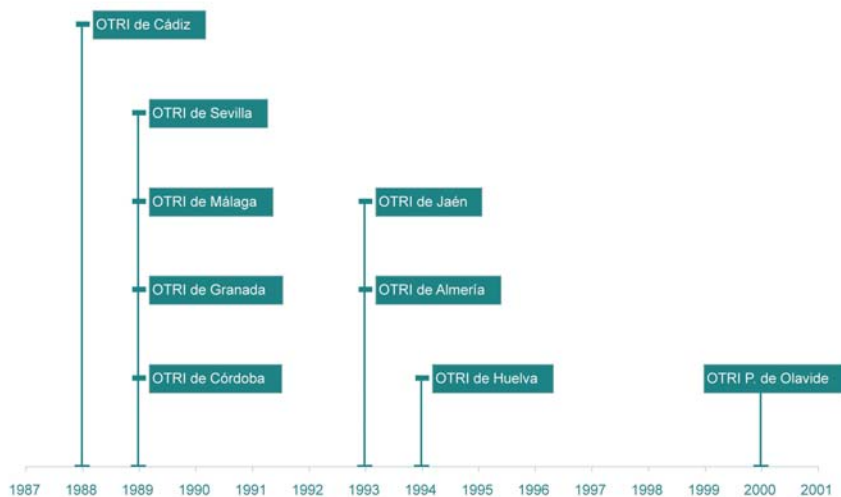 OTRI de Cádiz
OTRI de Sevilla
OTRI de Málaga
OTRI de Jaén
OTRI de Granada
OTRI de Almería
OTRI de Córdoba
OTRI de Huelva
OTRI P. de Olavide
1987 1988 1989 1990 1991 1992 1993 1994 1995 1996 1997 1998 1999 2000 2001